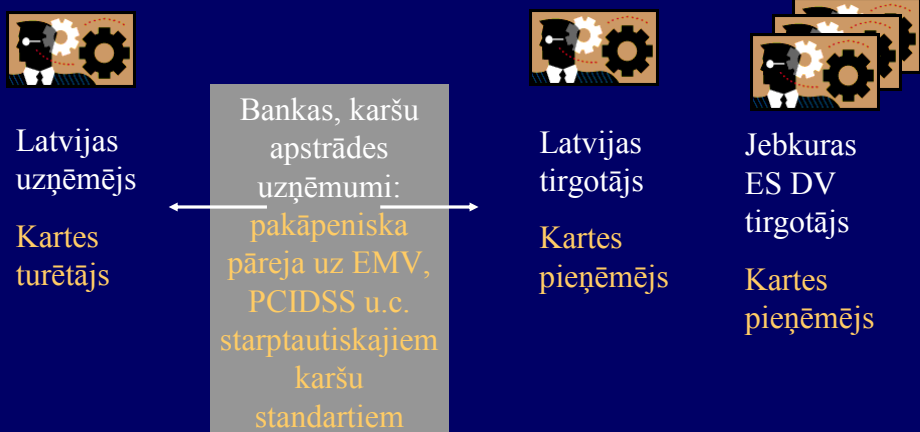 Latvijas
uzņēmējs
Kartes
turētājs
Bankas, karšu
apstrādes
uzņēmumi:
pakāpeniska
pāreja uz EMV,
PCIDSS u.c.
starptautiskajiem
karšu
standartiem
Latvijas
tirgotājs
Kartes
pieņēmējs
Jebkuras
ES DV
tirgotājs
Kartes
pieņēmējs